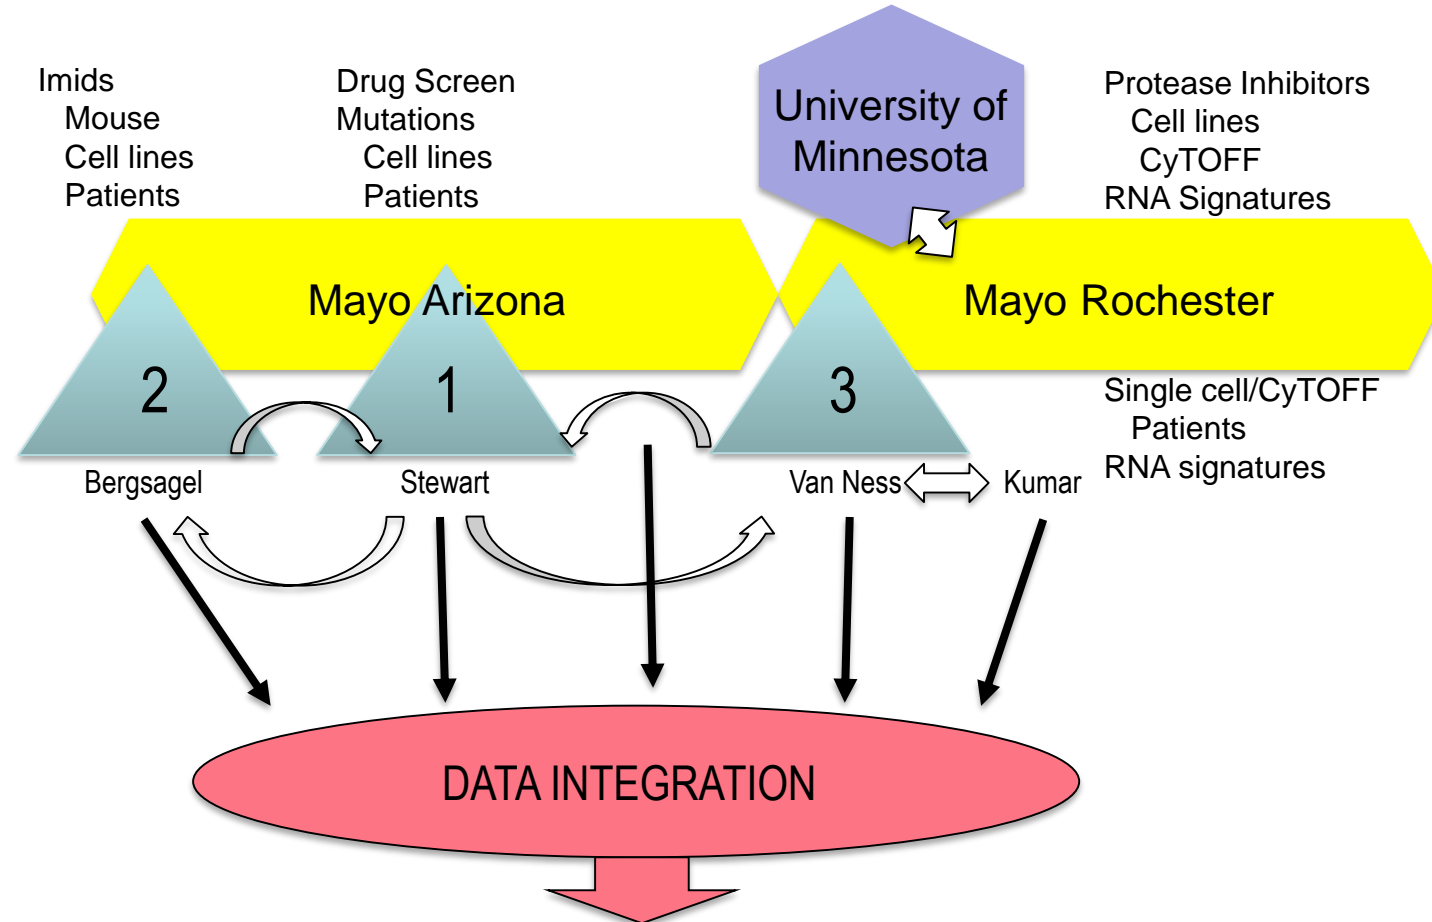 Imids
Mouse
Cell lines
Patients
Drug Screen
Mutations
Cell lines
Patients
University of
Minnesota
Protease Inhibitors
Cell lines
CyTOFF
RNA Signatures
Mayo Arizona
Mayo Rochester
2
1
3
Single cell/CyTOFF
Patients
RNA signatures
Bergsagel
Stewart
Van Ness
Kumar
DATA INTEGRATION